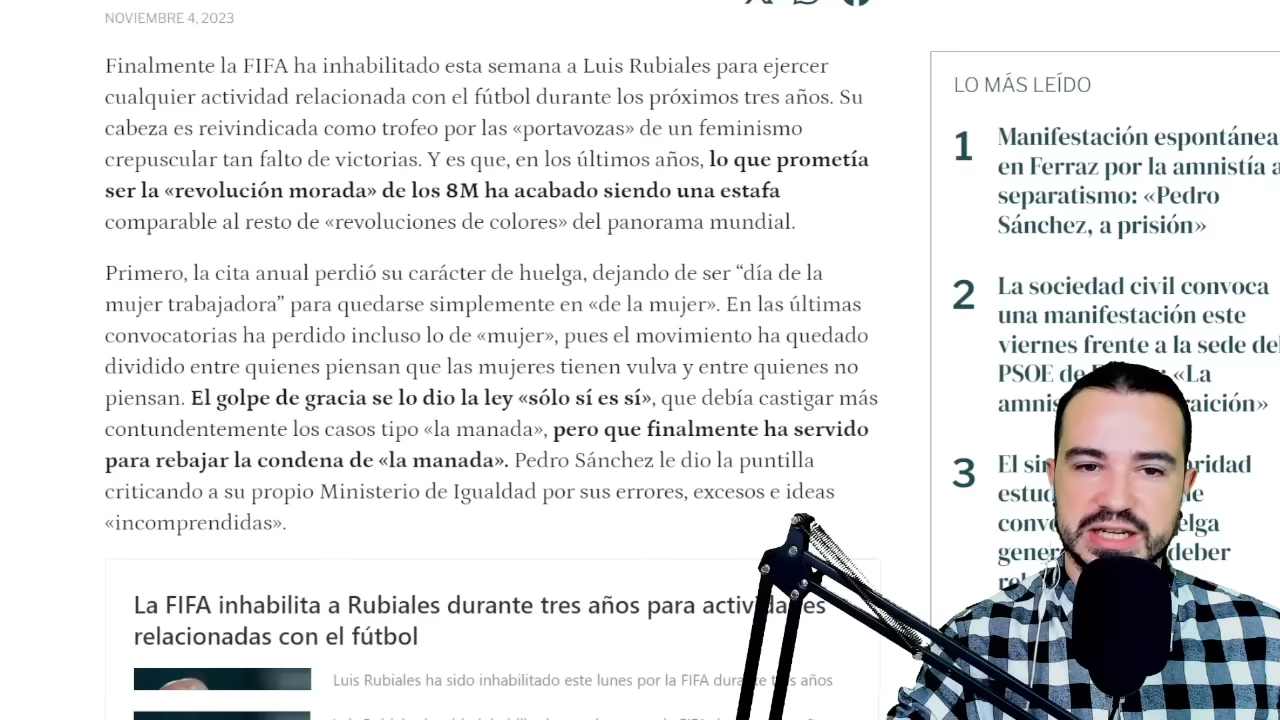 NOVIEMBRE 4, 2023
Finalmente la FIFA ha inhabilitado esta semana a Luis Rubiales para ejercer
cualquier actividad relacionada con el fútbol durante los próximos tres años. Su
cabeza es reivindicada como trofeo por las «portavozas» de un feminismo
crepuscular tan falto de victorias. Y es que, en los últimos años, lo que prometía
ser la «revolución morada» de los 8M ha acabado siendo una estafa
comparable al resto de «revoluciones de colores» del panorama mundial.
Primero, la cita anual perdió su carácter de huelga, dejando de ser “día de la
mujer trabajadora” para quedarse simplemente en «de la mujer». En las últimas
convocatorias ha perdido incluso lo de «mujer», pues el movimiento ha quedado
dividido entre quienes piensan que las mujeres tienen vulva y entre quienes no
piensan. El golpe de gracia se lo dio la ley «sólo sí es sí», que debía castigar más
contundentemente los casos tipo «la manada», pero que finalmente ha servido
para rebajar la condena de «la manada». Pedro Sánchez le dio la puntilla
criticando a su propio Ministerio de Igualdad por sus errores, excesos e ideas
«incomprendidas».
La FIFA inhabilita a Rubiales durante tres años para actividades
relacionadas con el fútbol
Luis Rubiales ha sido inhabilitado este lunes por la FIFA durante tres años
LO MÁS LEÍDO
1 Manifestación espontánea
en Ferraz por la amnistía a
separatismo: «Pedro
Sánchez, a prisión»
2 La sociedad civil convoca
una manifestación este
viernes frente a la sede del
PSOE de «La
traición»
3 El
deber